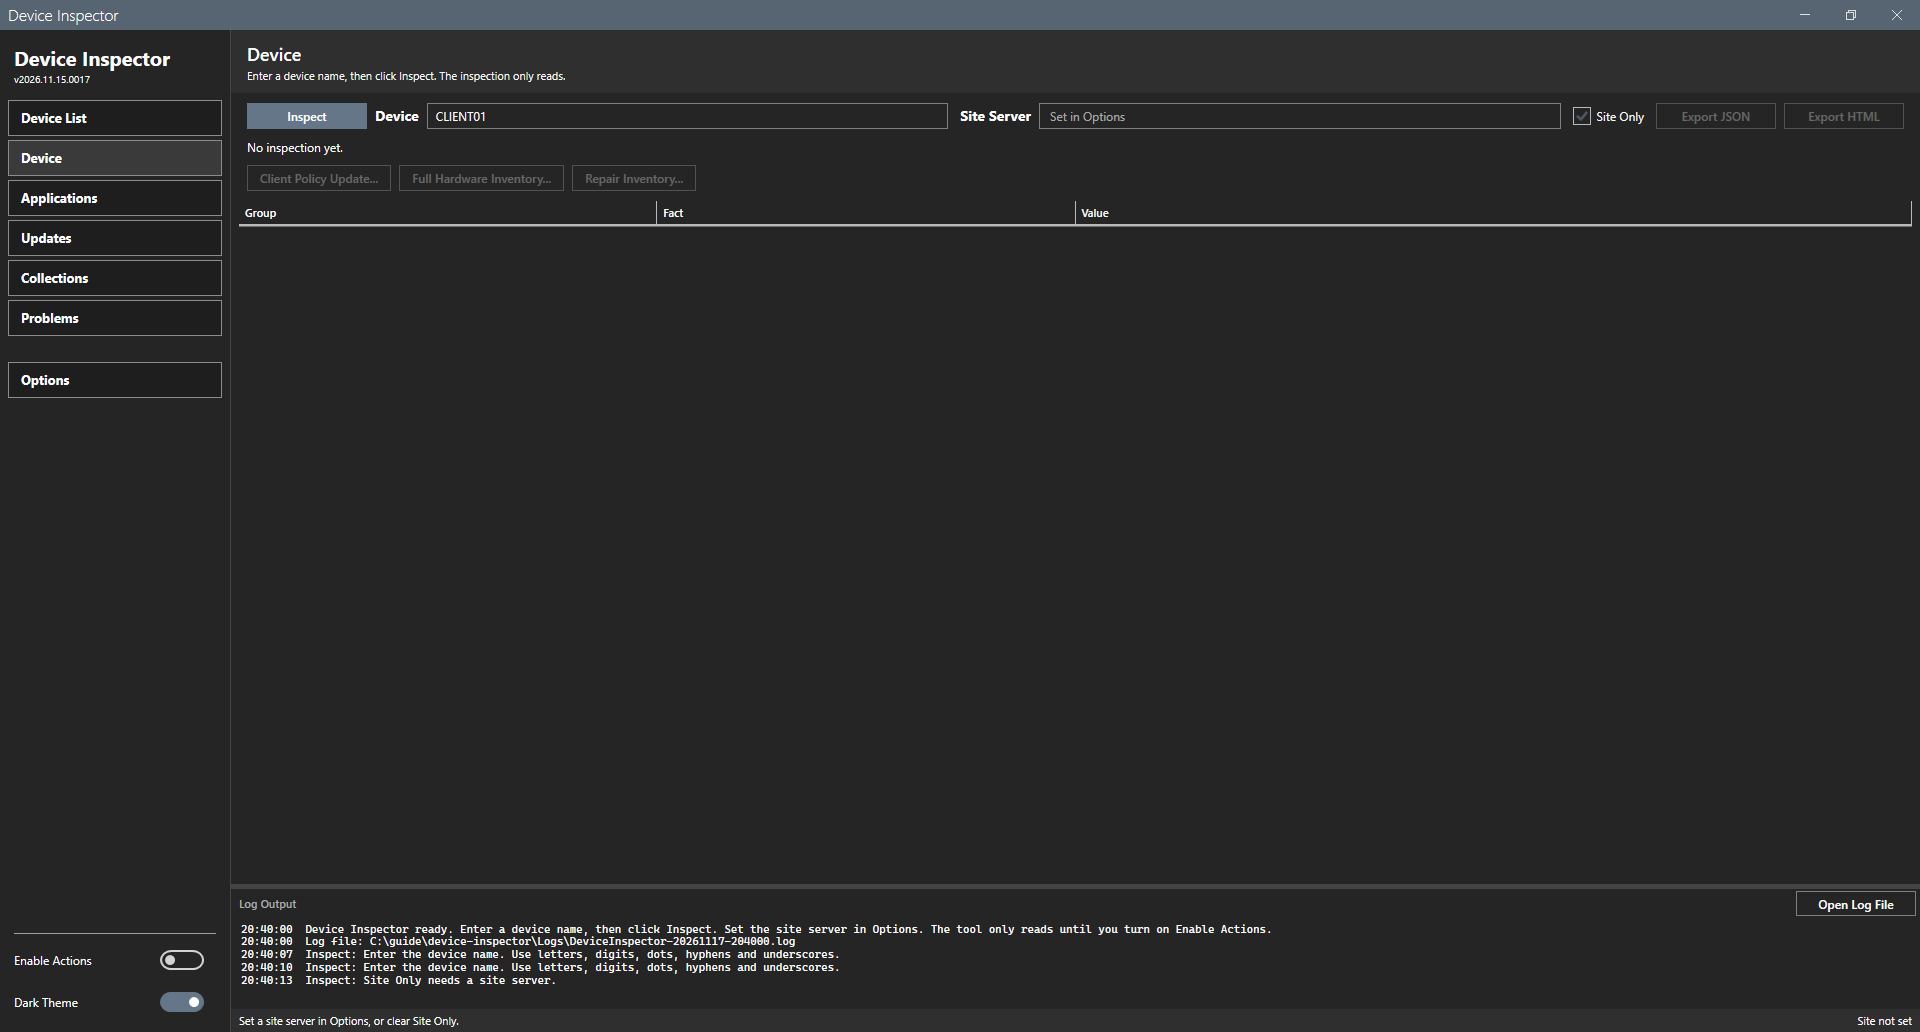 Device Inspector
Device Inspector
v2026.11.15.0017
Device List
Device
Applications
Updates
Collections
Problems
Options
Enable Actions
Dark Theme
Device
Enter a device name, then click Inspect. The inspection only reads.
Inspect Device CLIENT01 Site Server Set in Options Site Only Export JSON Export HTML
No inspection yet.
Client Policy Update... Full Hardware Inventory... Repair Inventory...
Group Fact Value
Log Output Open Log File
20:40:00 Device Inspector ready. Enter a device name, then click Inspect. Set the site server in Options. The tool only reads until you turn on Enable Actions.
20:40:00 Log file: C:\guide\device-inspector\Logs\DeviceInspector-20261117-204000.log
20:40:07 Inspect: Enter the device name. Use letters, digits, dots, hyphens and underscores.
20:40:10 Inspect: Enter the device name. Use letters, digits, dots, hyphens and underscores.
20:40:13 Inspect: Site Only needs a site server.
Set a site server in Options, or clear Site Only. Site not set